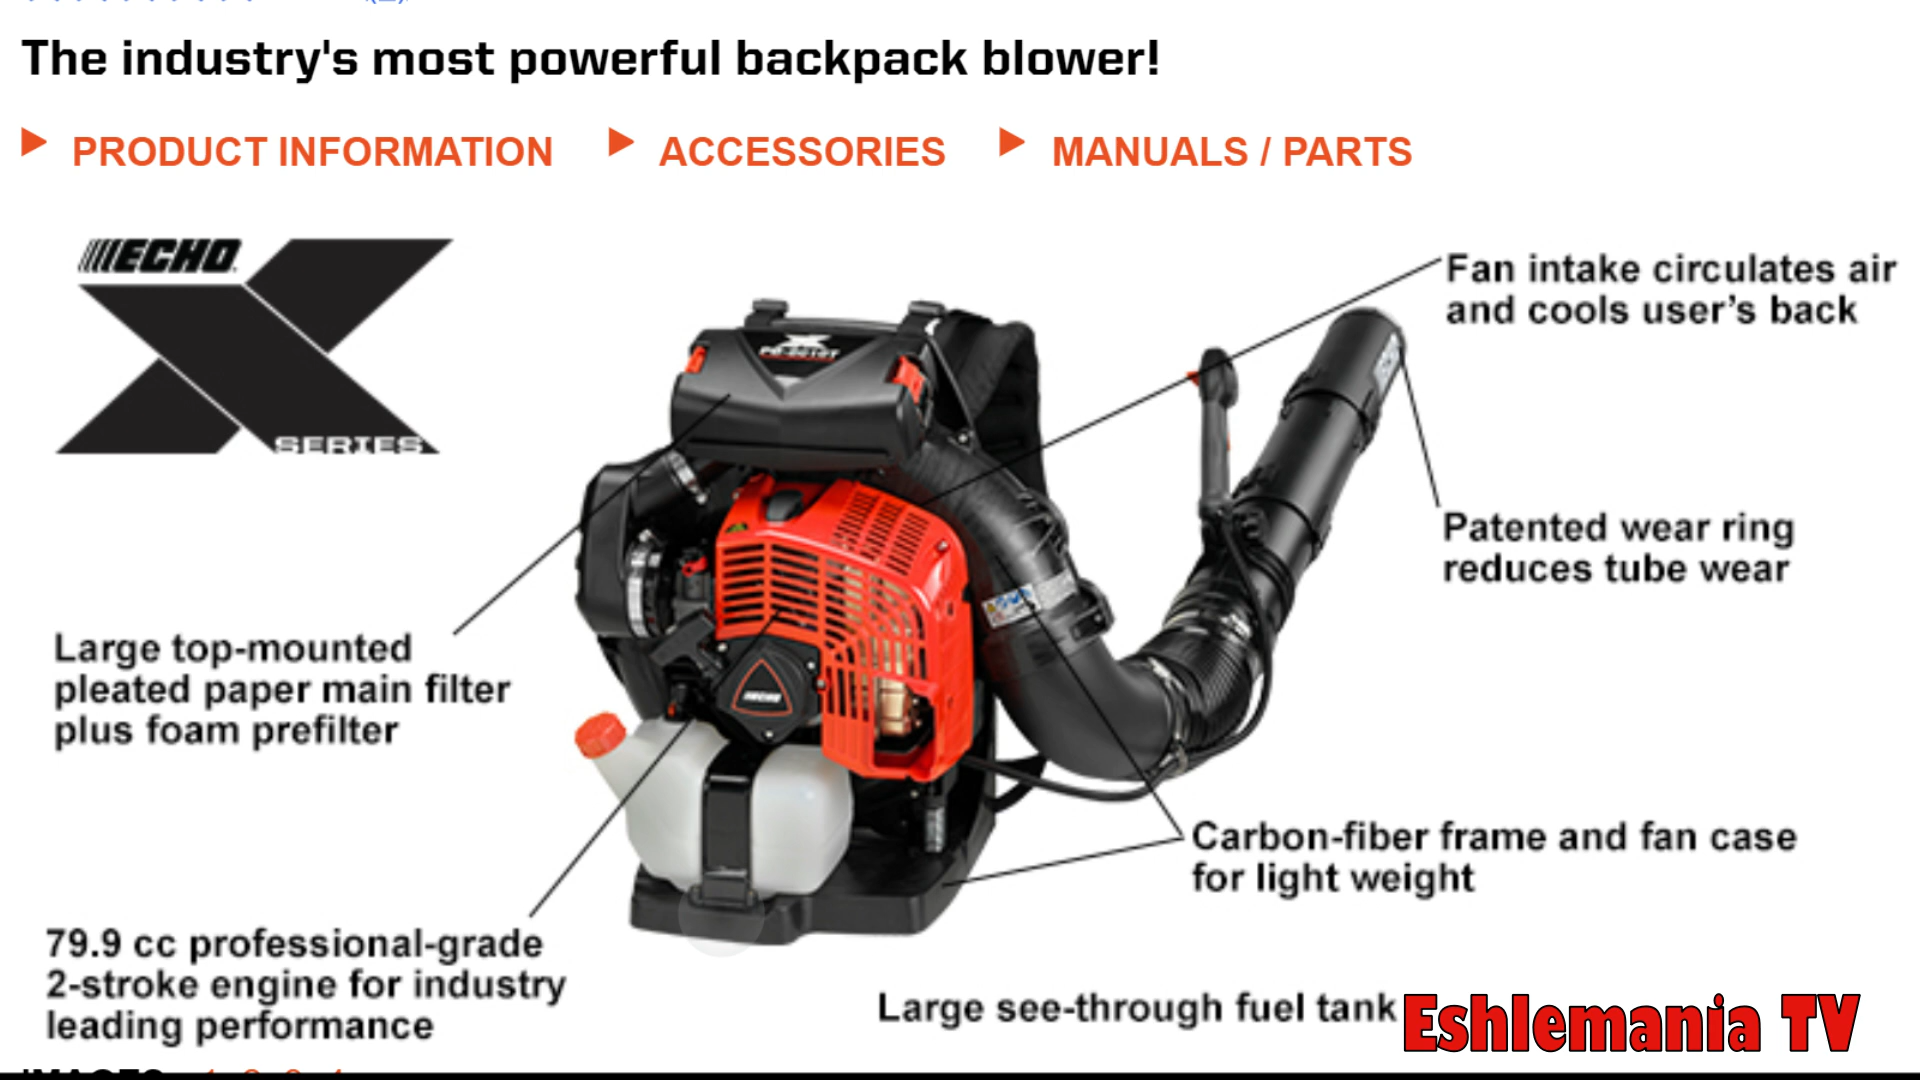 The industry's most powerful backpack blower!
PRODUCT INFORMATION
ACCESSORIES
MANUALS / PARTS
ECHO
X
SERIES
Fan intake circulates air
and cools user’s back
Patented wear ring
reduces tube wear
Large top-mounted
pleated paper main filter
plus foam prefilter
ECHO
Carbon-fiber frame and fan case
for light weight
79.9 cc professional-grade
2-stroke engine for industry
leading performance
Large see-through fuel tank
Eshlemania TV